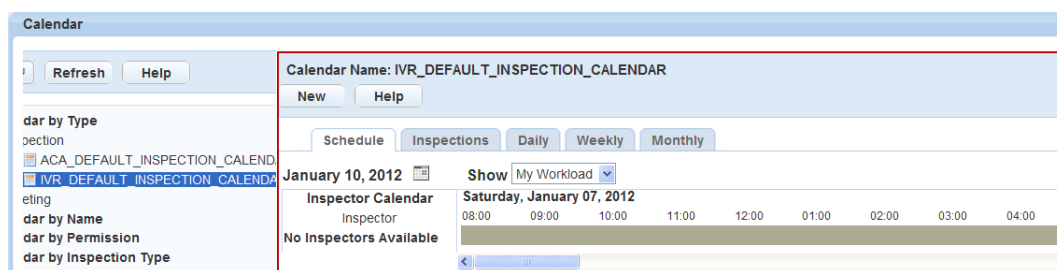 Calendar
Refresh Help
dar by Type
pection
ACA_DEFAULT_INSPECTION_CALEND
IVR_DEFAULT_INSPECTION_CALENDA
eting
dar by Name
dar by Permission
dar by Inspection Type
Calendar Name: IVR_DEFAULT_INSPECTION_CALENDAR
New Help
Schedule Inspections Daily Weekly Monthly
January 10, 2012 Show My Workload
Inspector Calendar Saturday, January 07, 2012
Inspector 08:00 09:00 10:00 11:00 12:00 01:00 02:00 03:00 04:00
No Inspectors Available